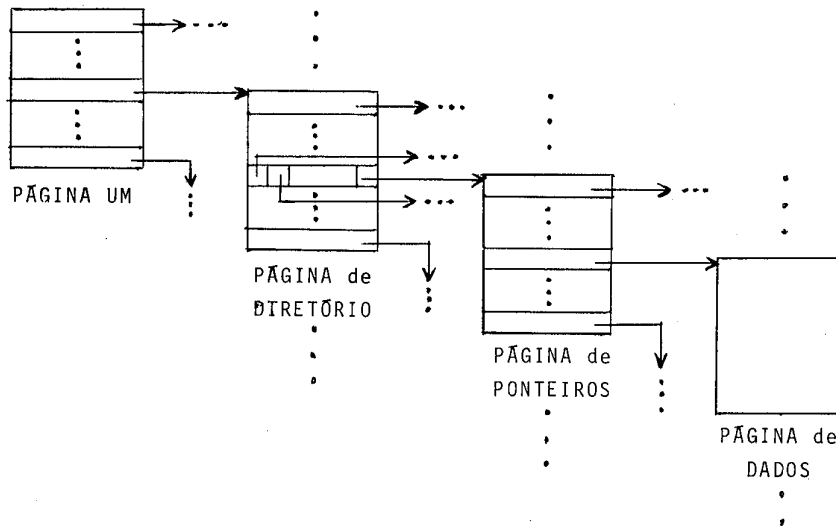 PÁGINA UM
PÁGINA de
DIRETÓRIO
PÁGINA de
PONTEIROS
PÁGINA de
DADOS